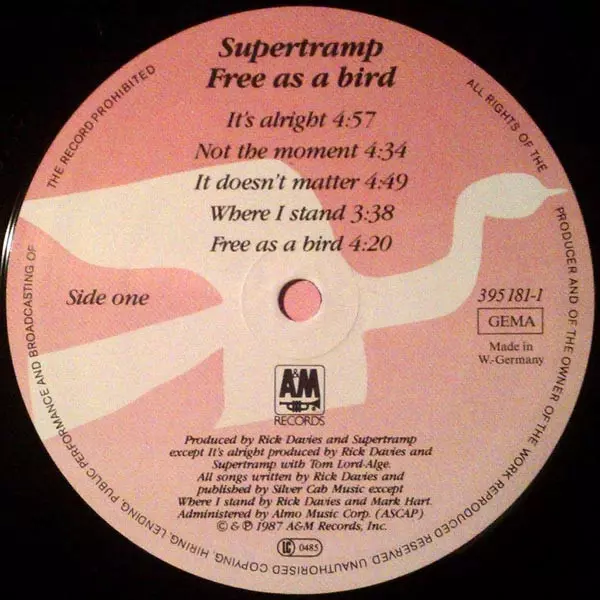 Supertramp
Free as a bird
It's alright 4:57
Not the moment 4:34
It doesn't matter 4:49
Where I stand 3:38
Free as a bird 4:20
Side one
395 181-1
GEMA
Made in
W.-Germany
A&M
RECORDS
Produced by Rick Davies and Supertramp
except It's alright produced by Rick Davies and
Supertramp with Tom Lord-Alge.
All songs written by Rick Davies and
published by Silver Cab Music except
Where I stand by Rick Davies and Mark Hart.
Administered by Almo Music Corp. (ASCAP)
© & ℗ 1987 A&M Records, Inc.
LC 0485
ALL RIGHTS OF THE PRODUCER AND OF THE OWNER OF THE WORK REPRODUCED RESERVED UNAUTHORISED COPYING, HIRING, LENDING, PUBLIC PERFORMANCE AND BROADCASTING OF THE RECORD PROHIBITED